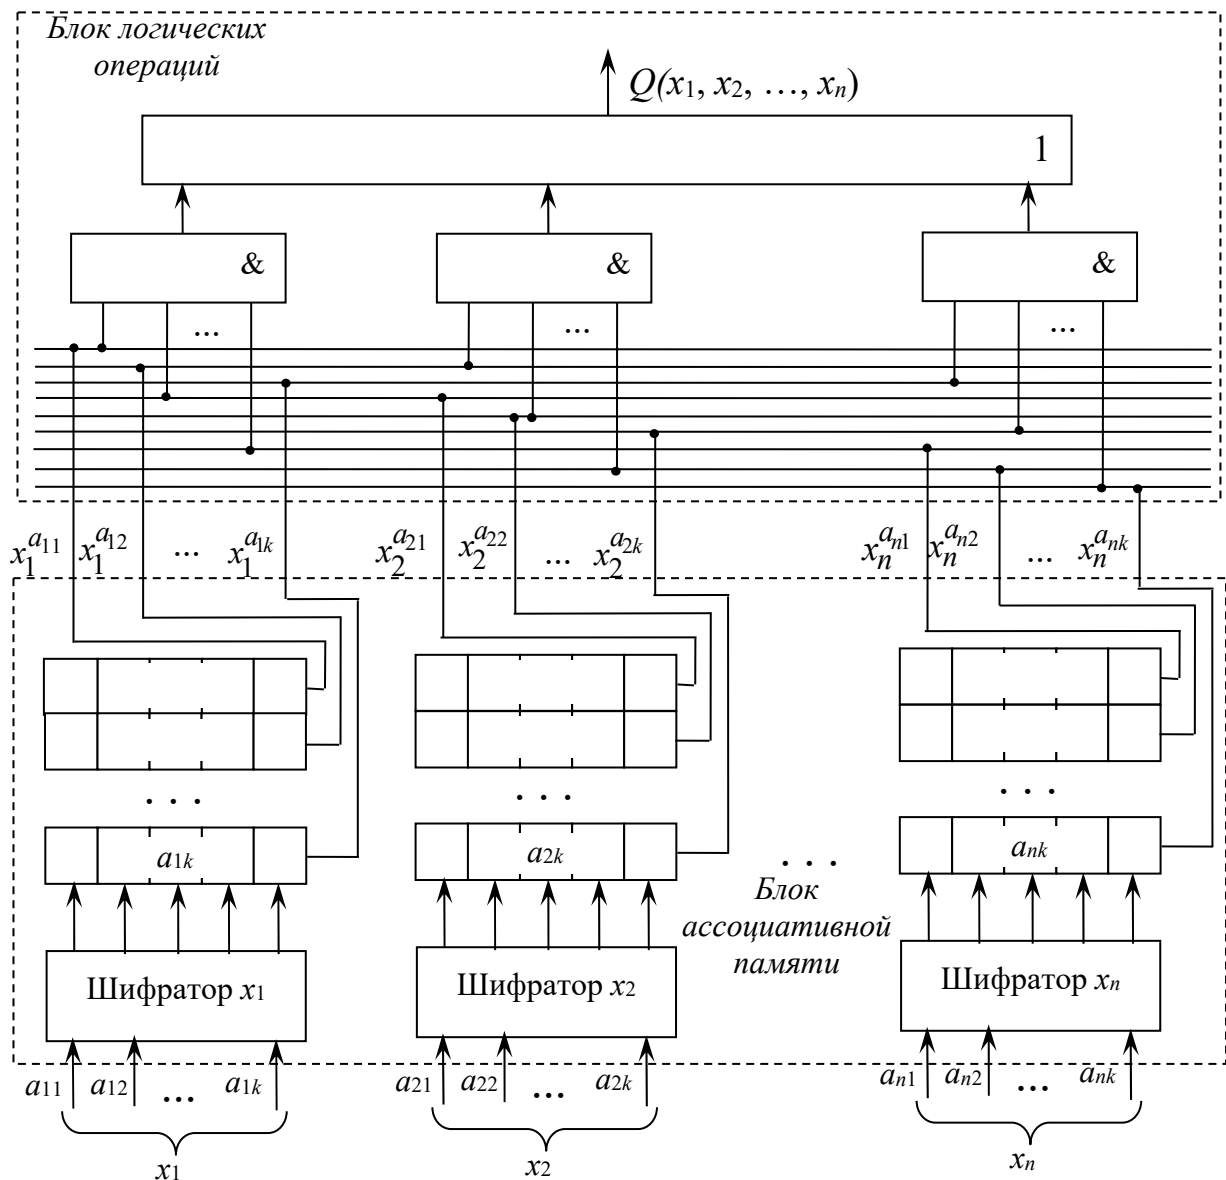 Блок логических
операций
Q(x1, x2, …, xn)
1
& & &
... ... ...
x1^a11 x1^a12 ... x1^a1k x2^a21 x2^a22 ... x2^a2k xn^an1 xn^an2 ... xn^ank
. . . . . . . . .
a1k a2k ank
. . .
Блок
ассоциативной
памяти
Шифратор x1 Шифратор x2 Шифратор xn
a11 a12 ... a1k a21 a22 ... a2k an1 an2 ... ank
x1 x2 xn